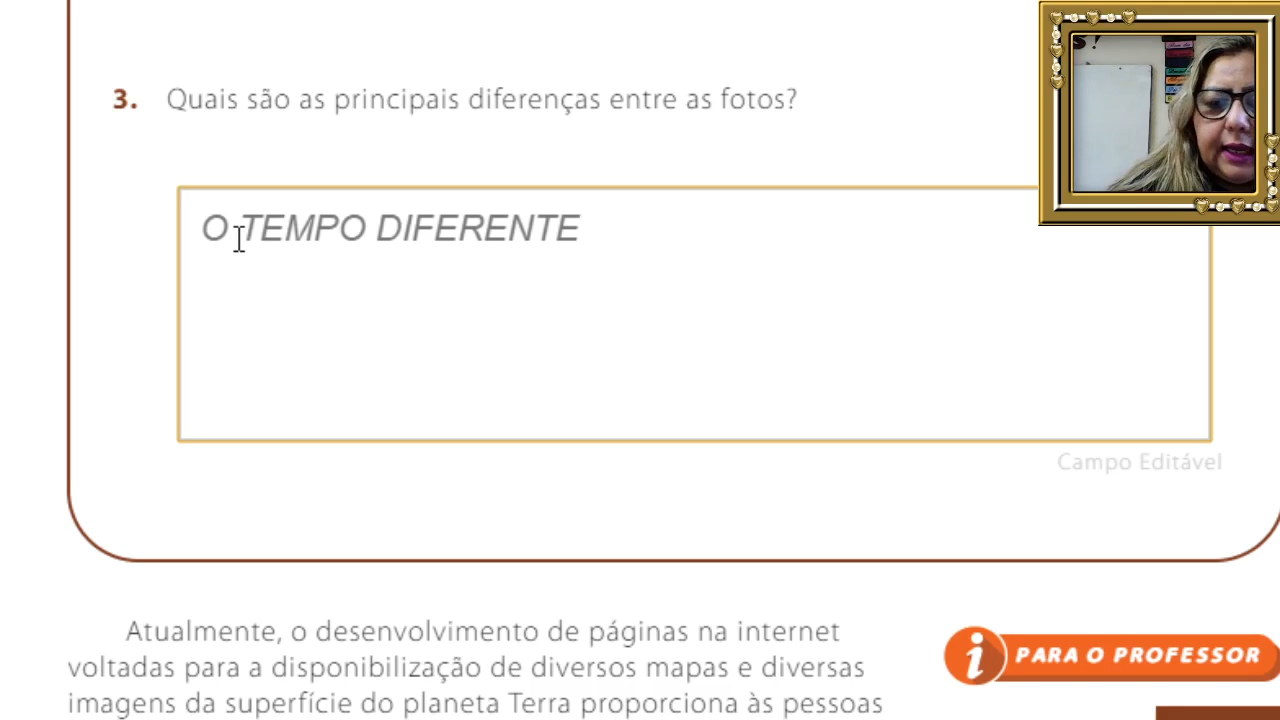 3. Quais são as principais diferenças entre as fotos?
O TEMPO DIFERENTE
Campo Editável
Atualmente, o desenvolvimento de páginas na internet
voltadas para a disponibilização de diversos mapas e diversas
imagens da superfície do planeta Terra proporciona às pessoas
PARA O PROFESSOR